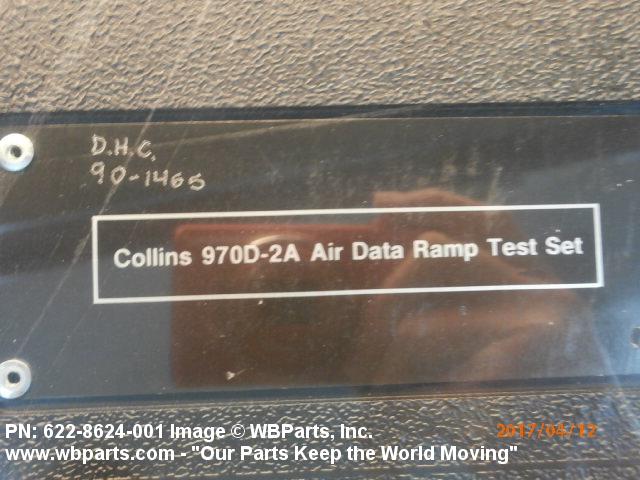 D.H.C.
90-1465
Collins 970D-2A Air Data Ramp Test Set
PN: 622-8624-001 Image © WBParts, Inc.
2017/04/12
www.wbparts.com - "Our Parts Keep the World Moving"